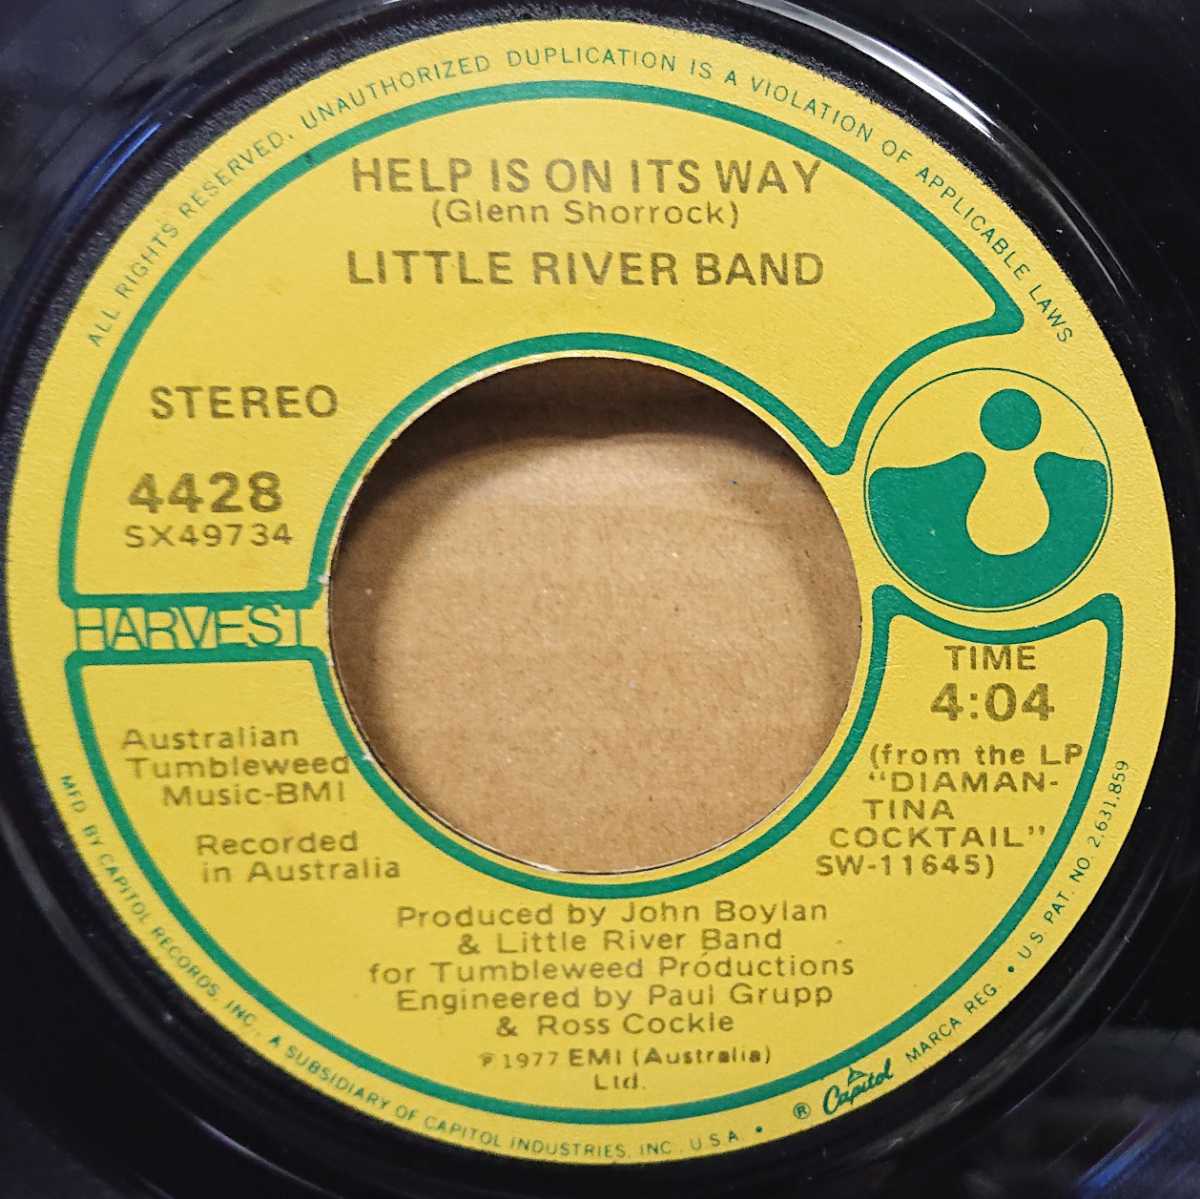 ALL RIGHTS RESERVED. UNAUTHORIZED DUPLICATION IS A VIOLATION OF APPLICABLE LAWS
HELP IS ON ITS WAY
(Glenn Shorrock)
LITTLE RIVER BAND
STEREO
4428
SX49734
HARVEST
TIME
4:04
(from the LP
"DIAMAN-
TINA
COCKTAIL"
SW-11645)
Australian
Tumbleweed
Music-BMI
Recorded
in Australia
Produced by John Boylan
& Little River Band
for Tumbleweed Productions
Engineered by Paul Grupp
& Ross Cockle
℗ 1977 EMI (Australia)
Ltd.
MFD BY CAPITOL RECORDS, INC., A SUBSIDIARY OF CAPITOL INDUSTRIES, INC. U.S.A. • ® Capitol MARCA REG. • U.S. PAT. NO. 2,631,859